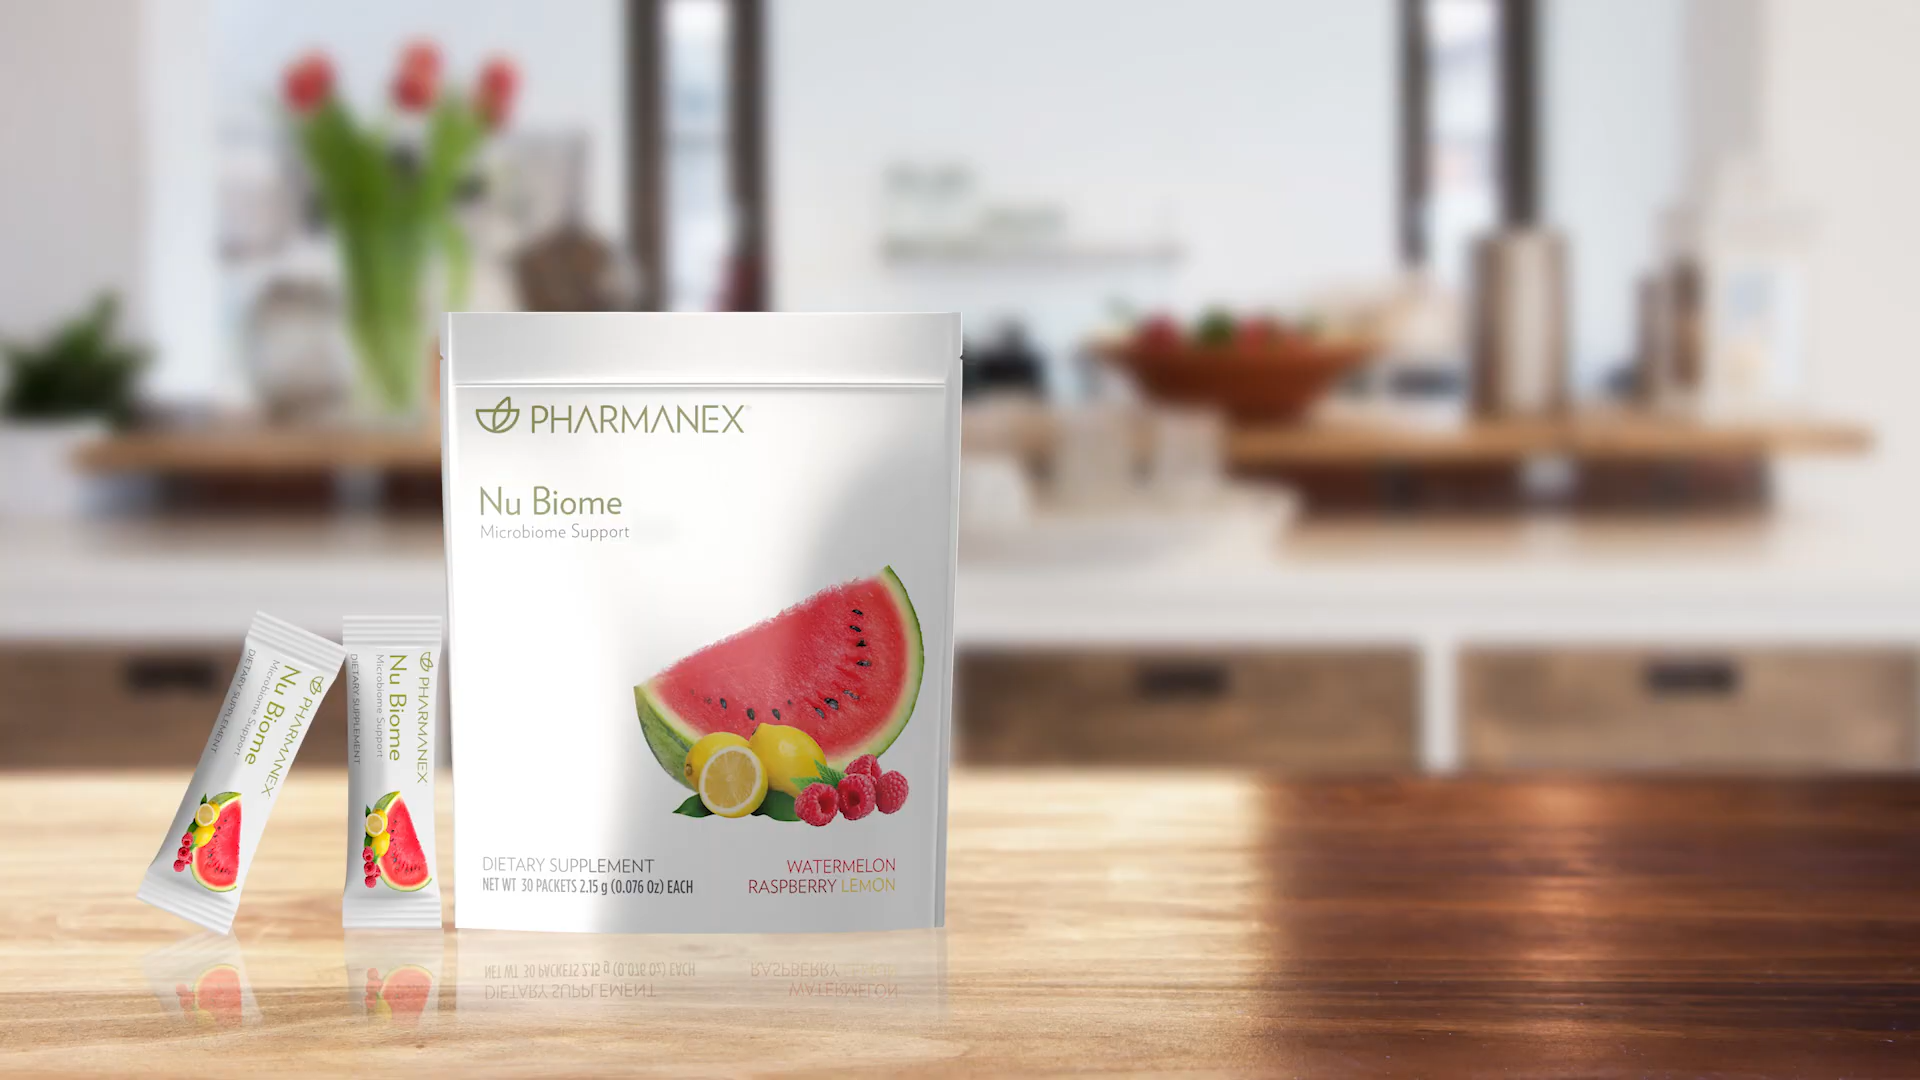 PHARMANEX
Nu Biome
Microbiome Support
DIETARY SUPPLEMENT
NET WT 30 PACKETS 2.15 g (0.076 Oz) EACH
WATERMELON
RASPBERRY LEMON
PHARMANEX
Nu Biome
Microbiome Support
DIETARY SUPPLEMENT
PHARMANEX
Nu Biome
Microbiome Support
DIETARY SUPPLEMENT